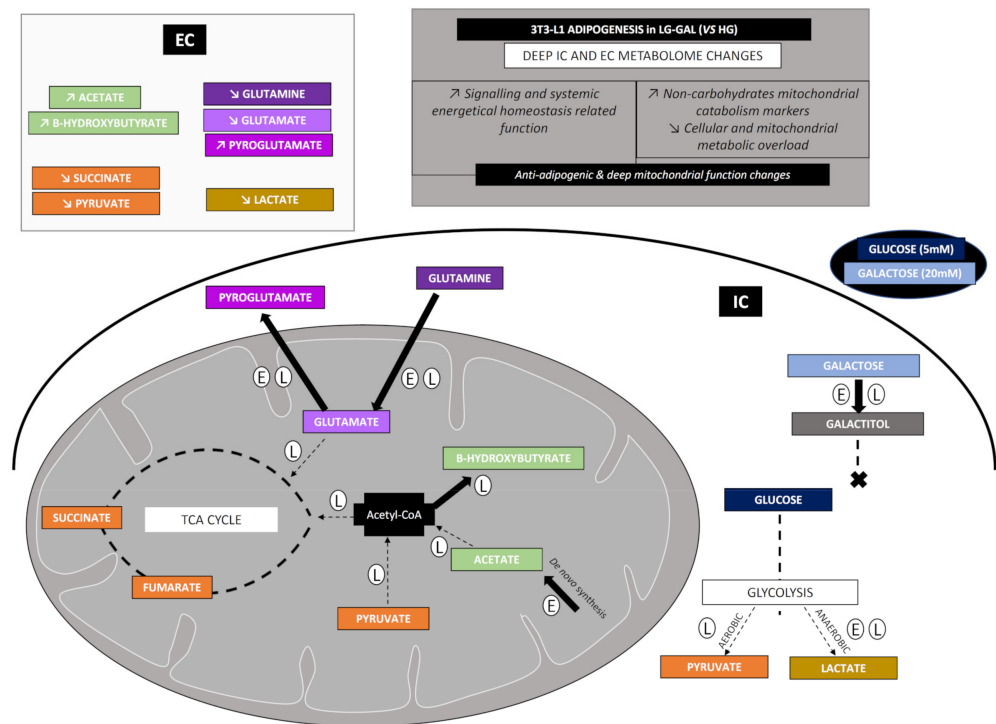 EC
↗ ACETATE
↗ B-HYDROXYBUTYRATE
↘ GLUTAMINE
↘ GLUTAMATE
↗ PYROGLUTAMATE
↘ SUCCINATE
↘ PYRUVATE
↘ LACTATE
3T3-L1 ADIPOGENESIS in LG-GAL (VS HG)
DEEP IC AND EC METABOLOME CHANGES
↗ Signalling and systemic
energetical homeostasis related
function
↗ Non-carbohydrates mitochondrial
catabolism markers
↘ Cellular and mitochondrial
metabolic overload
Anti-adipogenic & deep mitochondrial function changes
GLUCOSE (5mM)
GALACTOSE (20mM)
IC
PYROGLUTAMATE
GLUTAMINE
E L
E L
GLUTAMATE
L
B-HYDROXYBUTYRATE
L
SUCCINATE
TCA CYCLE
L
Acetyl-CoA
L
ACETATE
FUMARATE
L
De novo synthesis
E
PYRUVATE
GALACTOSE
E L
GALACTITOL
GLUCOSE
GLYCOLYSIS
L
AEROBIC
ANAEROBIC
E L
PYRUVATE
LACTATE